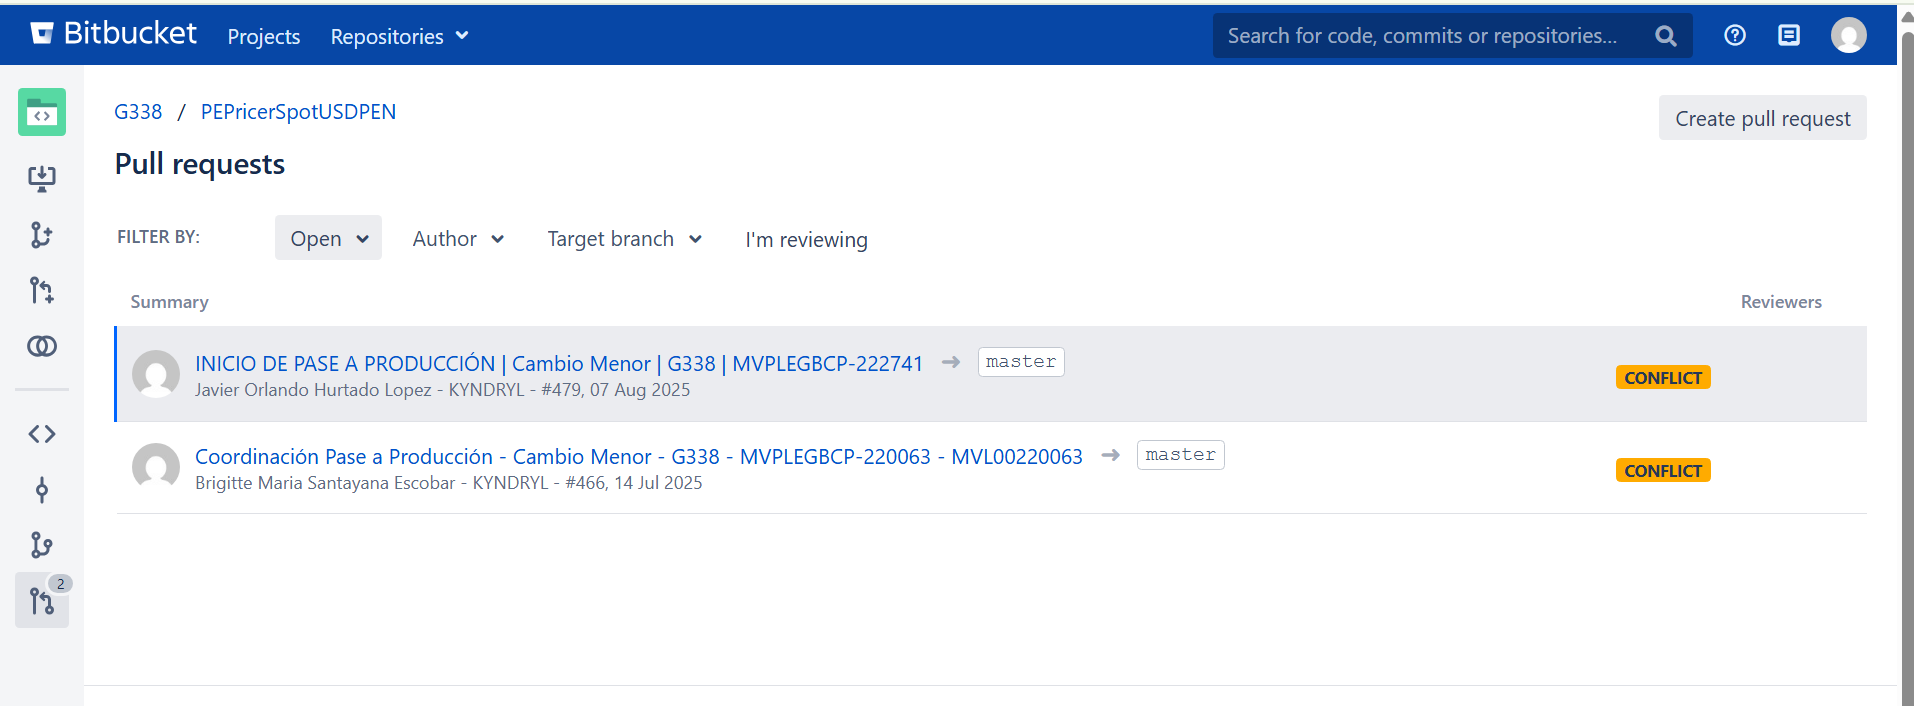 Bitbucket Projects Repositories Search for code, commits or repositories...
G338 / PEPricerSpotUSDPEN
Create pull request
Pull requests
FILTER BY: Open Author Target branch I'm reviewing
Summary Reviewers
INICIO DE PASE A PRODUCCIÓN | Cambio Menor | G338 | MVPLEGBCP-222741 → master
Javier Orlando Hurtado Lopez - KYNDRYL - #479, 07 Aug 2025
CONFLICT
Coordinación Pase a Producción - Cambio Menor - G338 - MVPLEGBCP-220063 - MVL00220063 → master
Brigitte Maria Santayana Escobar - KYNDRYL - #466, 14 Jul 2025
CONFLICT
2